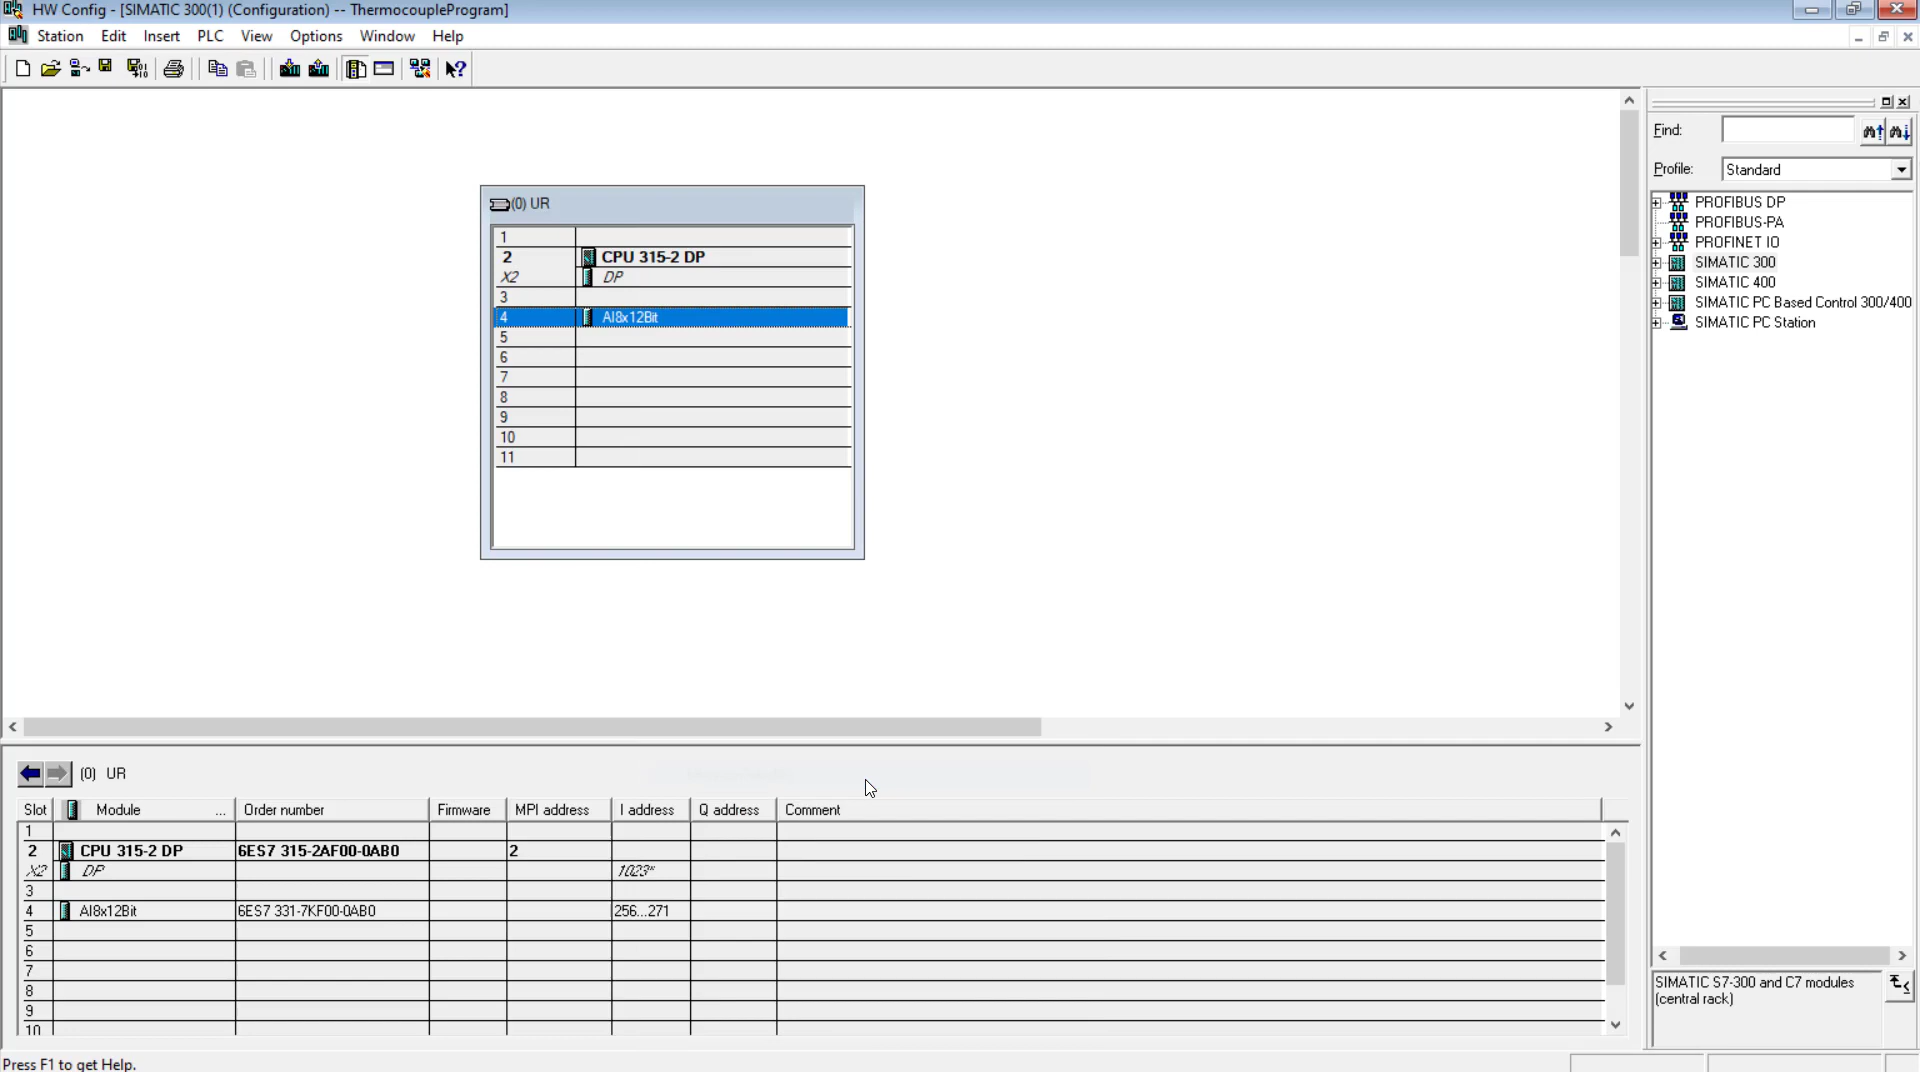 HW Config - [SIMATIC 300(1) (Configuration) -- ThermocoupleProgram]
Station Edit Insert PLC View Options Window Help
(0) UR
1
2 CPU 315-2 DP
X2 DP
3
4 AI8x12Bit
5
6
7
8
9
10
11
Find:
Profile: Standard
PROFIBUS DP
PROFIBUS-PA
PROFINET IO
SIMATIC 300
SIMATIC 400
SIMATIC PC Based Control 300/400
SIMATIC PC Station
SIMATIC S7-300 and C7 modules
(central rack)
(0) UR
Slot Module ... Order number Firmware MPI address I address Q address Comment
1
2 CPU 315-2 DP 6ES7 315-2AF00-0AB0 2
X2 DP 1023*
3
4 AI8x12Bit 6ES7 331-7KF00-0AB0 256...271
5
6
7
8
9
10
Press F1 to get Help.